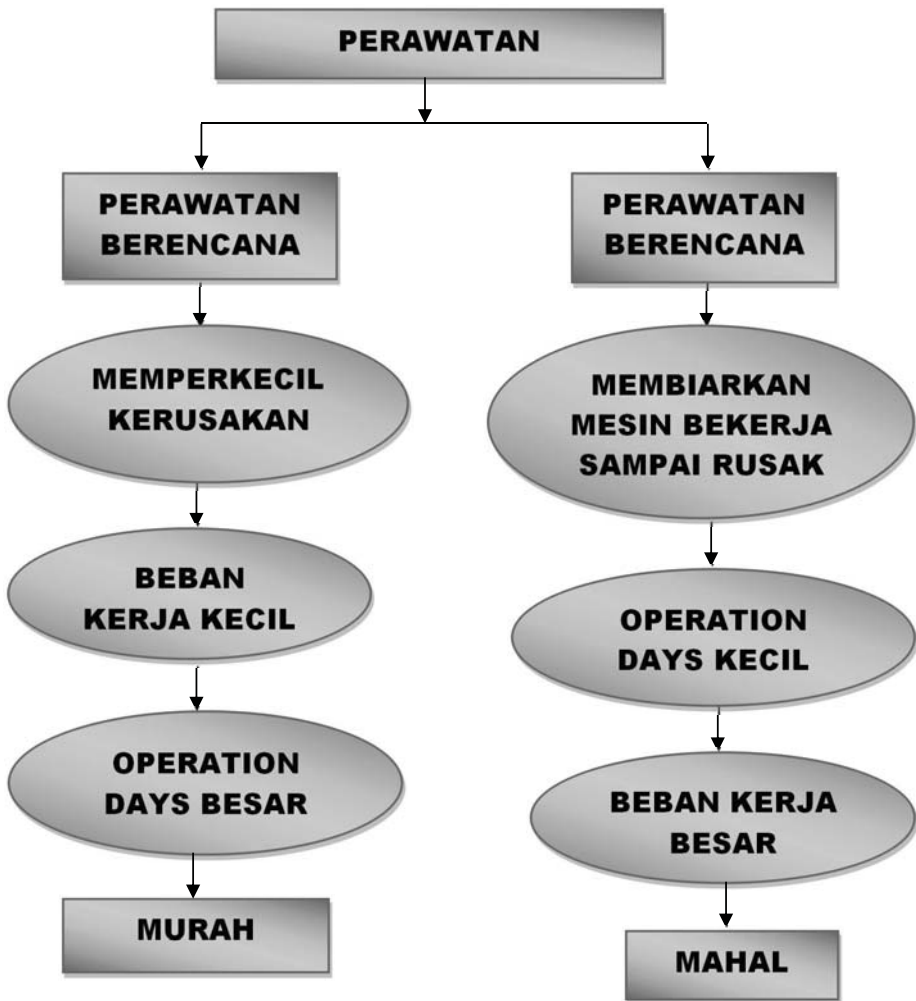 PERAWATAN
PERAWATAN
BERENCANA
MEMPERKECIL
KERUSAKAN
BEBAN
KERJA KECIL
OPERATION
DAYS BESAR
MURAH
PERAWATAN
BERENCANA
MEMBIARKAN
MESIN BEKERJA
SAMPAI RUSAK
OPERATION
DAYS KECIL
BEBAN KERJA
BESAR
MAHAL